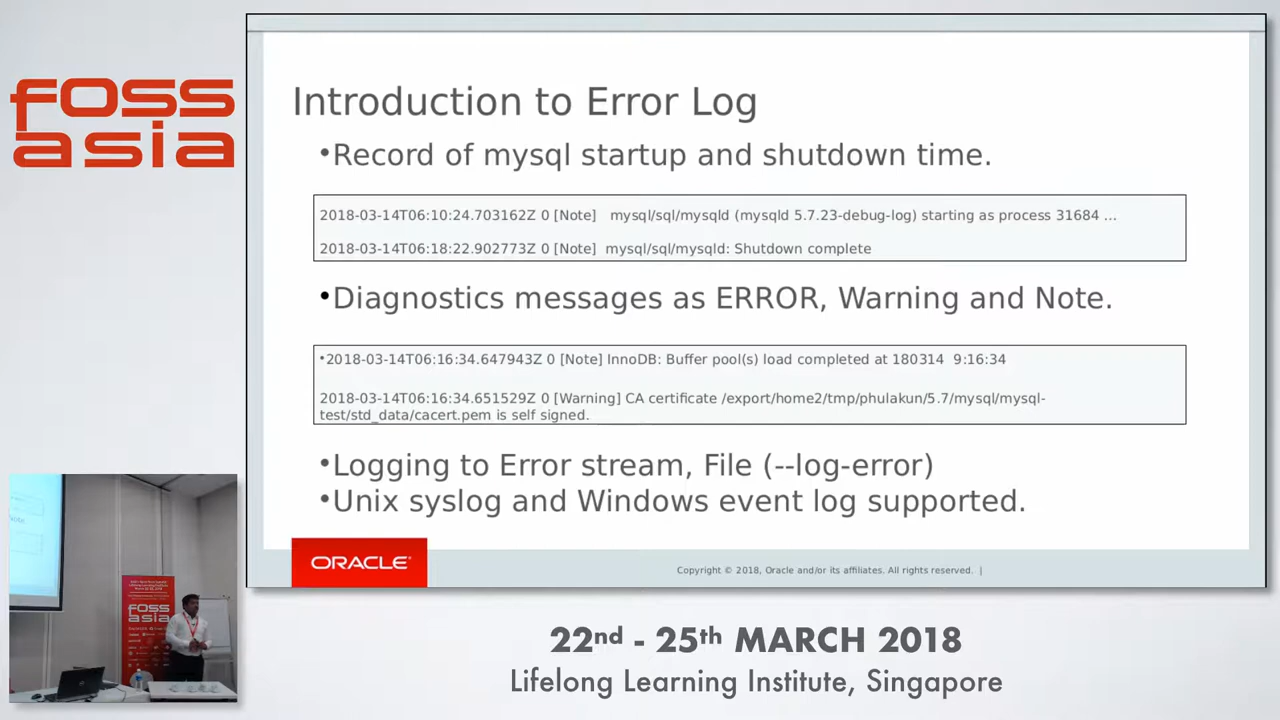 foss
asia
Introduction to Error Log
•Record of mysql startup and shutdown time.
2018-03-14T06:10:24.703162Z 0 [Note] mysql/sql/mysqld (mysqld 5.7.23-debug-log) starting as process 31684 ...
2018-03-14T06:18:22.902773Z 0 [Note] mysql/sql/mysqld: Shutdown complete
•Diagnostics messages as ERROR, Warning and Note.
•2018-03-14T06:16:34.647943Z 0 [Note] InnoDB: Buffer pool(s) load completed at 180314 9:16:34
2018-03-14T06:16:34.651529Z 0 [Warning] CA certificate /export/home2/tmp/phulakun/5.7/mysql/mysql-
test/std_data/cacert.pem is self signed.
•Logging to Error stream, File (--log-error)
•Unix syslog and Windows event log supported.
ORACLE®
Copyright © 2018, Oracle and/or its affiliates. All rights reserved. |
foss
asia
22nd - 25th MARCH 2018
Lifelong Learning Institute, Singapore